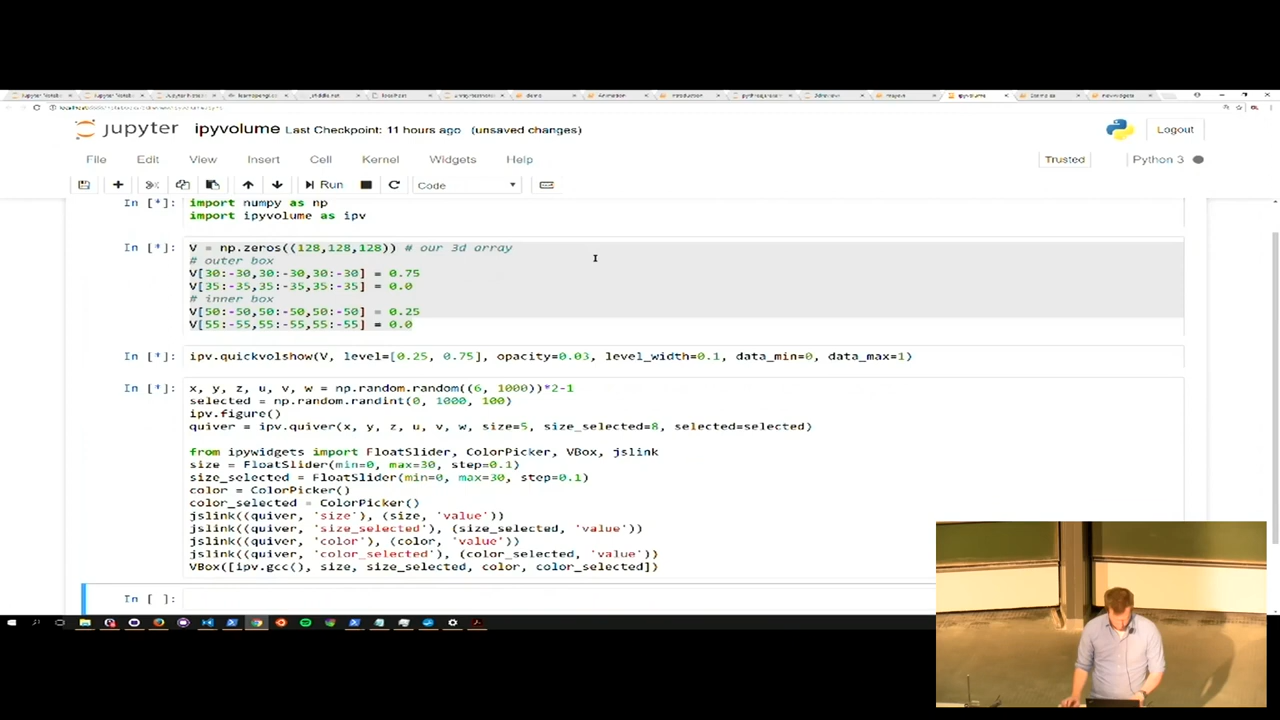 jupyter ipyvolume Last Checkpoint: 11 hours ago (unsaved changes)
Logout
File Edit View Insert Cell Kernel Widgets Help
Trusted
Python 3
Run
Code
In [*]: import numpy as np
import ipyvolume as ipv
In [*]: V = np.zeros((128,128,128)) # our 3d array
# outer box
V[30:-30,30:-30,30:-30] = 0.75
V[35:-35,35:-35,35:-35] = 0.0
# inner box
V[50:-50,50:-50,50:-50] = 0.25
V[55:-55,55:-55,55:-55] = 0.0
In [*]: ipv.quickvolshow(V, level=[0.25, 0.75], opacity=0.03, level_width=0.1, data_min=0, data_max=1)
In [*]: x, y, z, u, v, w = np.random.random((6, 1000))*2-1
selected = np.random.randint(0, 1000, 100)
ipv.figure()
quiver = ipv.quiver(x, y, z, u, v, w, size=5, size_selected=8, selected=selected)
from ipywidgets import FloatSlider, ColorPicker, VBox, jslink
size = FloatSlider(min=0, max=30, step=0.1)
size_selected = FloatSlider(min=0, max=30, step=0.1)
color = ColorPicker()
color_selected = ColorPicker()
jslink((quiver, 'size'), (size, 'value'))
jslink((quiver, 'size_selected'), (size_selected, 'value'))
jslink((quiver, 'color'), (color, 'value'))
jslink((quiver, 'color_selected'), (color_selected, 'value'))
VBox([ipv.gcc(), size, size_selected, color, color_selected])
In [ ]: